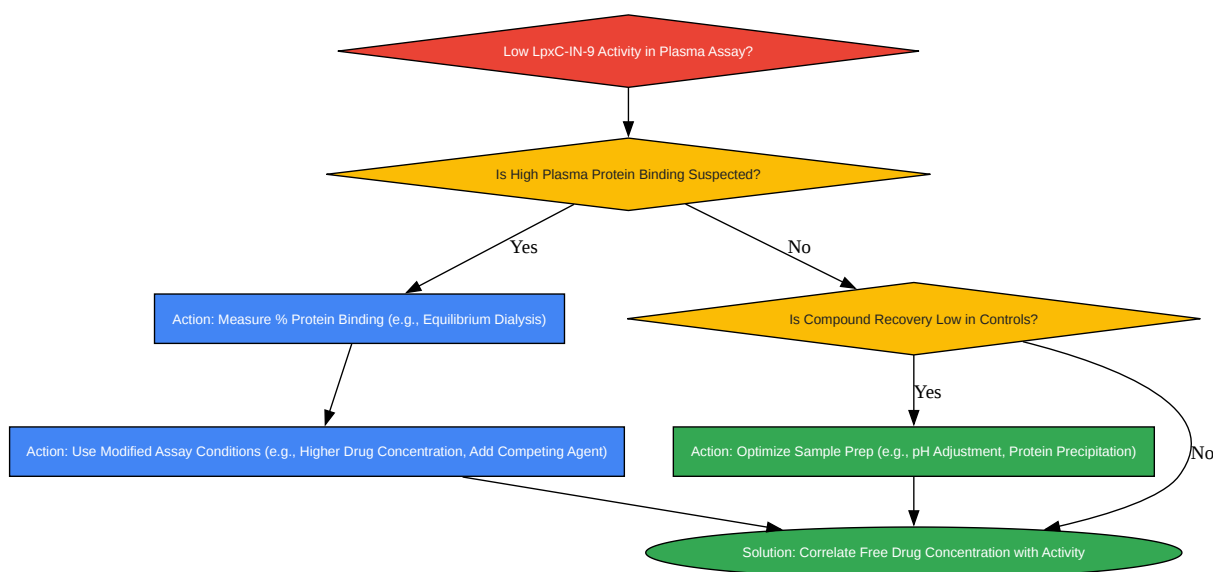 Low LpxC-IN-9 Activity in Plasma Assay?
Is High Plasma Protein Binding Suspected?
Yes
No
Action: Measure % Protein Binding (e.g., Equilibrium Dialysis)
Is Compound Recovery Low in Controls?
Yes
Action: Use Modified Assay Conditions (e.g., Higher Drug Concentration, Add Competing Agent)
Action: Optimize Sample Prep (e.g., pH Adjustment, Protein Precipitation)
No
Solution: Correlate Free Drug Concentration with Activity